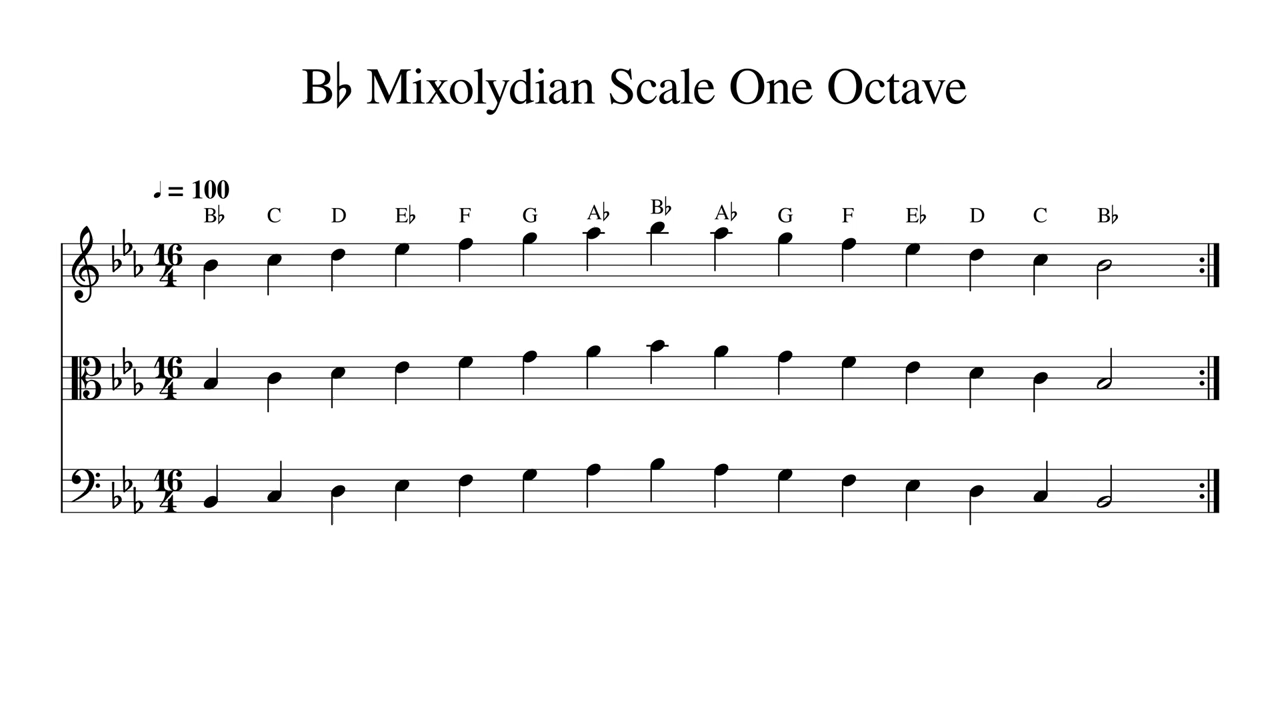 B♭ Mixolydian Scale One Octave
♩ = 100
B♭ C D E♭ F G A♭ B♭ A♭ G F E♭ D C B♭
16
4
16
4
16
4